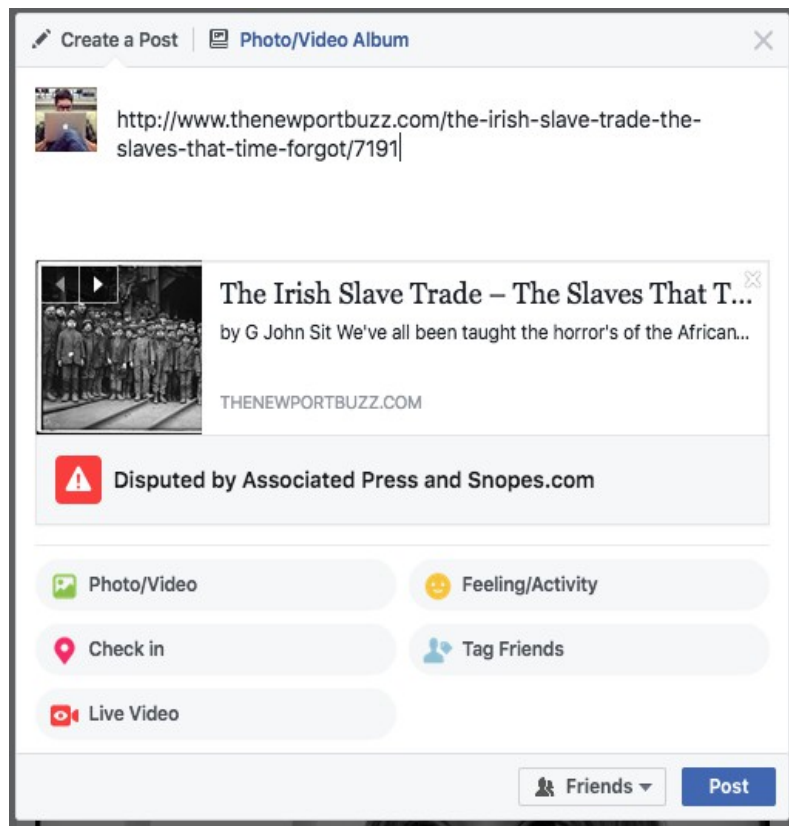 Create a Post Photo/Video Album
http://www.thenewportbuzz.com/the-irish-slave-trade-the-
slaves-that-time-forgot/7191
The Irish Slave Trade – The Slaves That T...
by G John Sit We've all been taught the horror's of the African...
THENEWPORTBUZZ.COM
Disputed by Associated Press and Snopes.com
Photo/Video
Feeling/Activity
Check in
Tag Friends
Live Video
Friends
Post